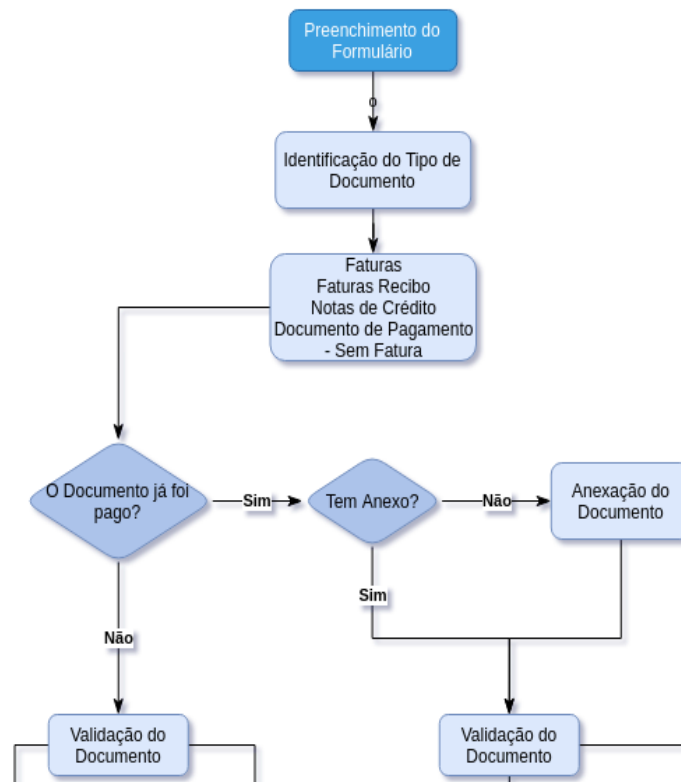 Preenchimento do
Formulário
o
Identificação do Tipo de
Documento
Faturas
Faturas Recibo
Notas de Crédito
Documento de Pagamento
- Sem Fatura
O Documento já foi
pago?
Sim
Tem Anexo?
Não
Anexação do
Documento
Sim
Não
Validação do
Documento
Validação do
Documento